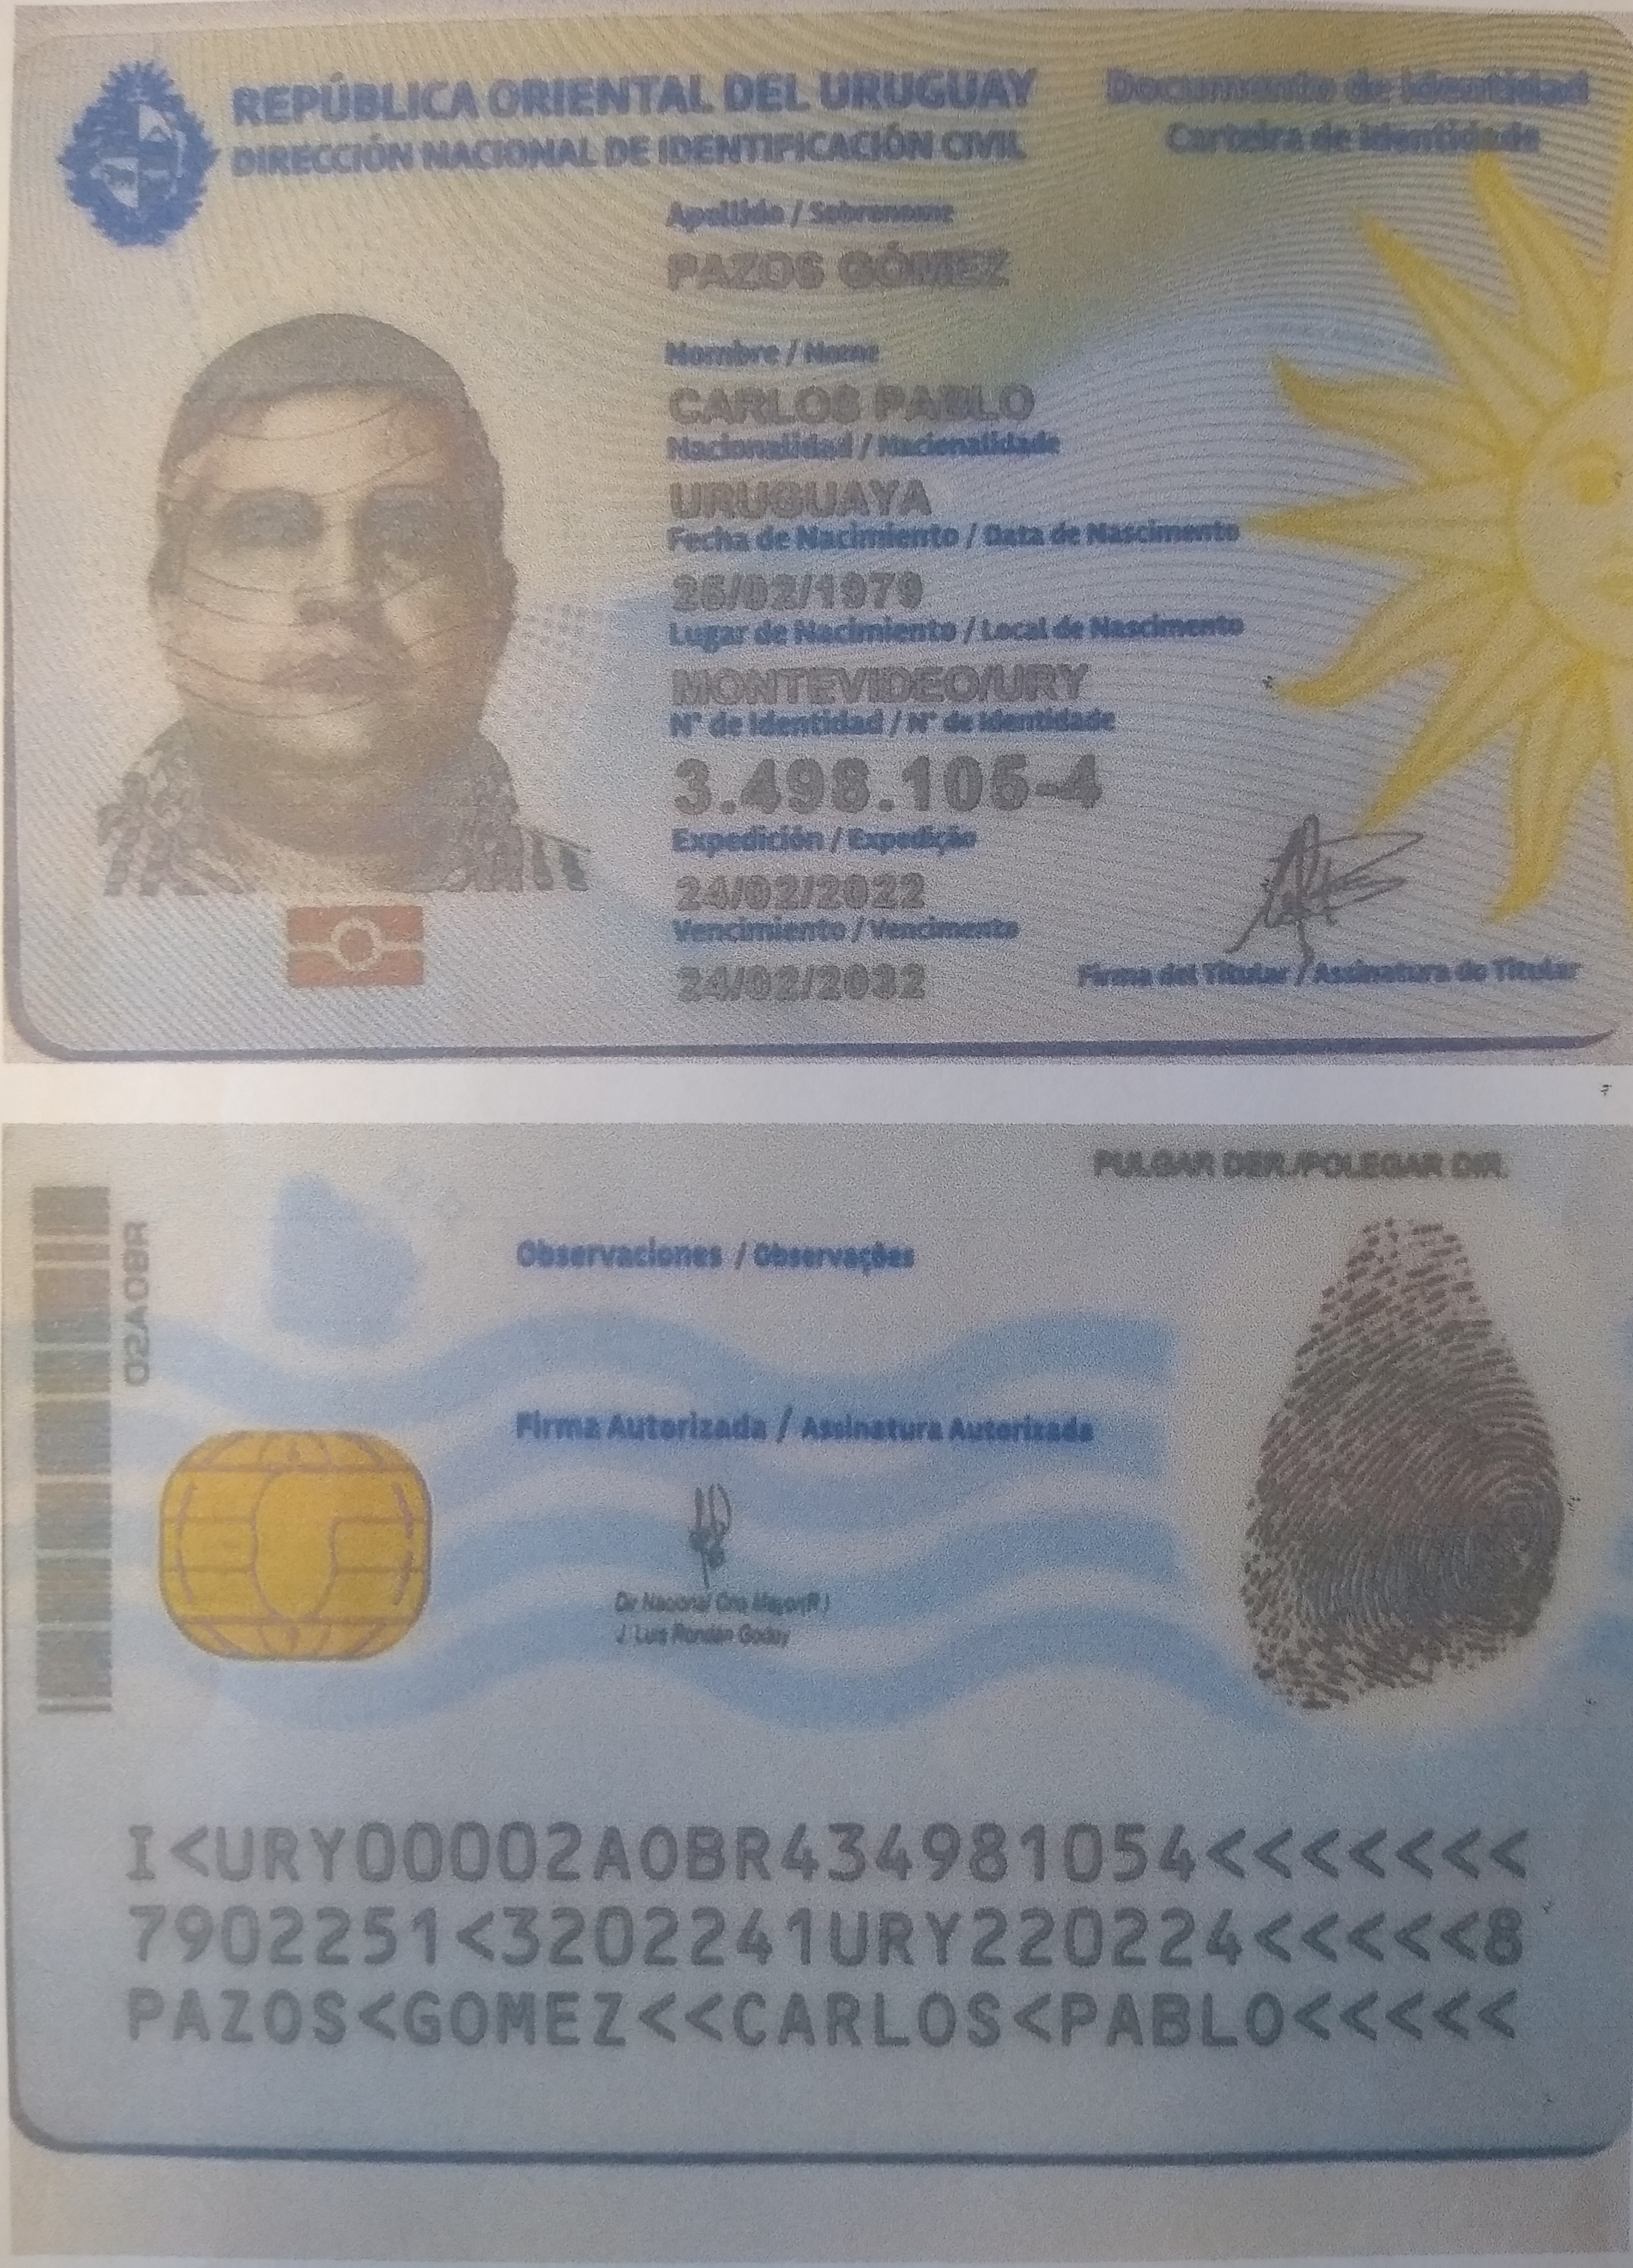 REPÚBLICA ORIENTAL DEL URUGUAY
DIRECCIÓN NACIONAL DE IDENTIFICACIÓN CIVIL
Documento de Identidad
Carteira de Identidade
Apellido / Sobrenome
PAZOS GÓMEZ
Nombre / Nome
CARLOS PABLO
Nacionalidad / Nacionalidade
URUGUAYA
Fecha de Nacimiento / Data de Nascimento
25/02/1979
Lugar de Nacimiento / Local de Nascimento
MONTEVIDEO/URY
N° de Identidad / N° de Identidade
3.498.105-4
Expedición / Expedição
24/02/2022
Vencimiento / Vencimento
24/02/2032
Firma del Titular / Assinatura do Titular
PULGAR DER./POLEGAR DIR.
02A0BR
Observaciones / Observações
Firma Autorizada / Assinatura Autorizada
Dir Nacional Crio Mayor(R)
J. Luis Rondán Godoy
I<URY00002A0BR434981054<<<<<<<
7902251<3202241URY220224<<<<<8
PAZOS<GOMEZ<<CARLOS<PABLO<<<<<